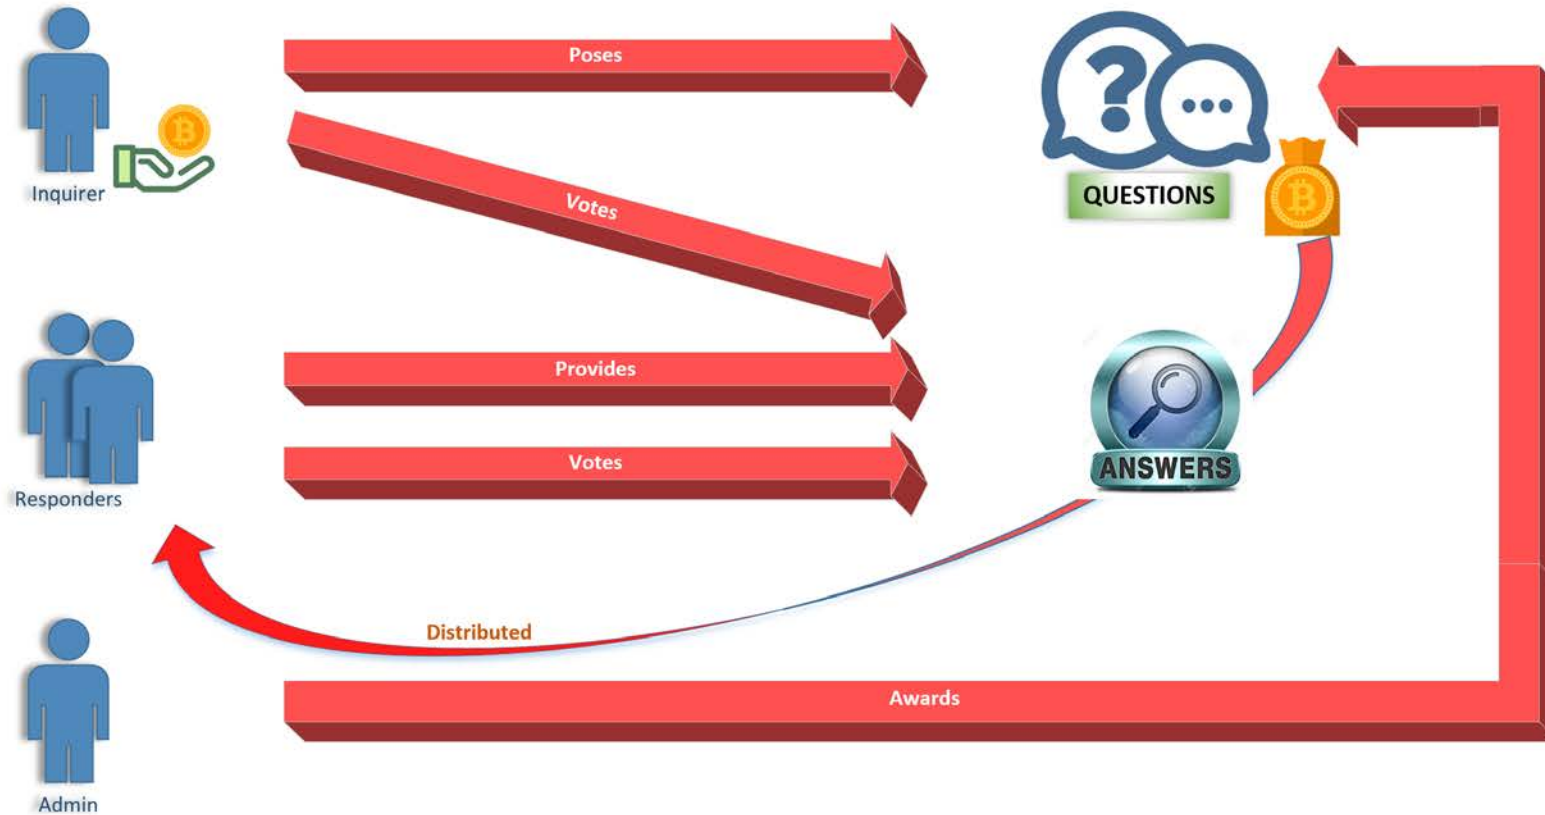 Poses
Inquirer
Votes
QUESTIONS
Provides
Votes
ANSWERS
Responders
Distributed
Awards
Admin